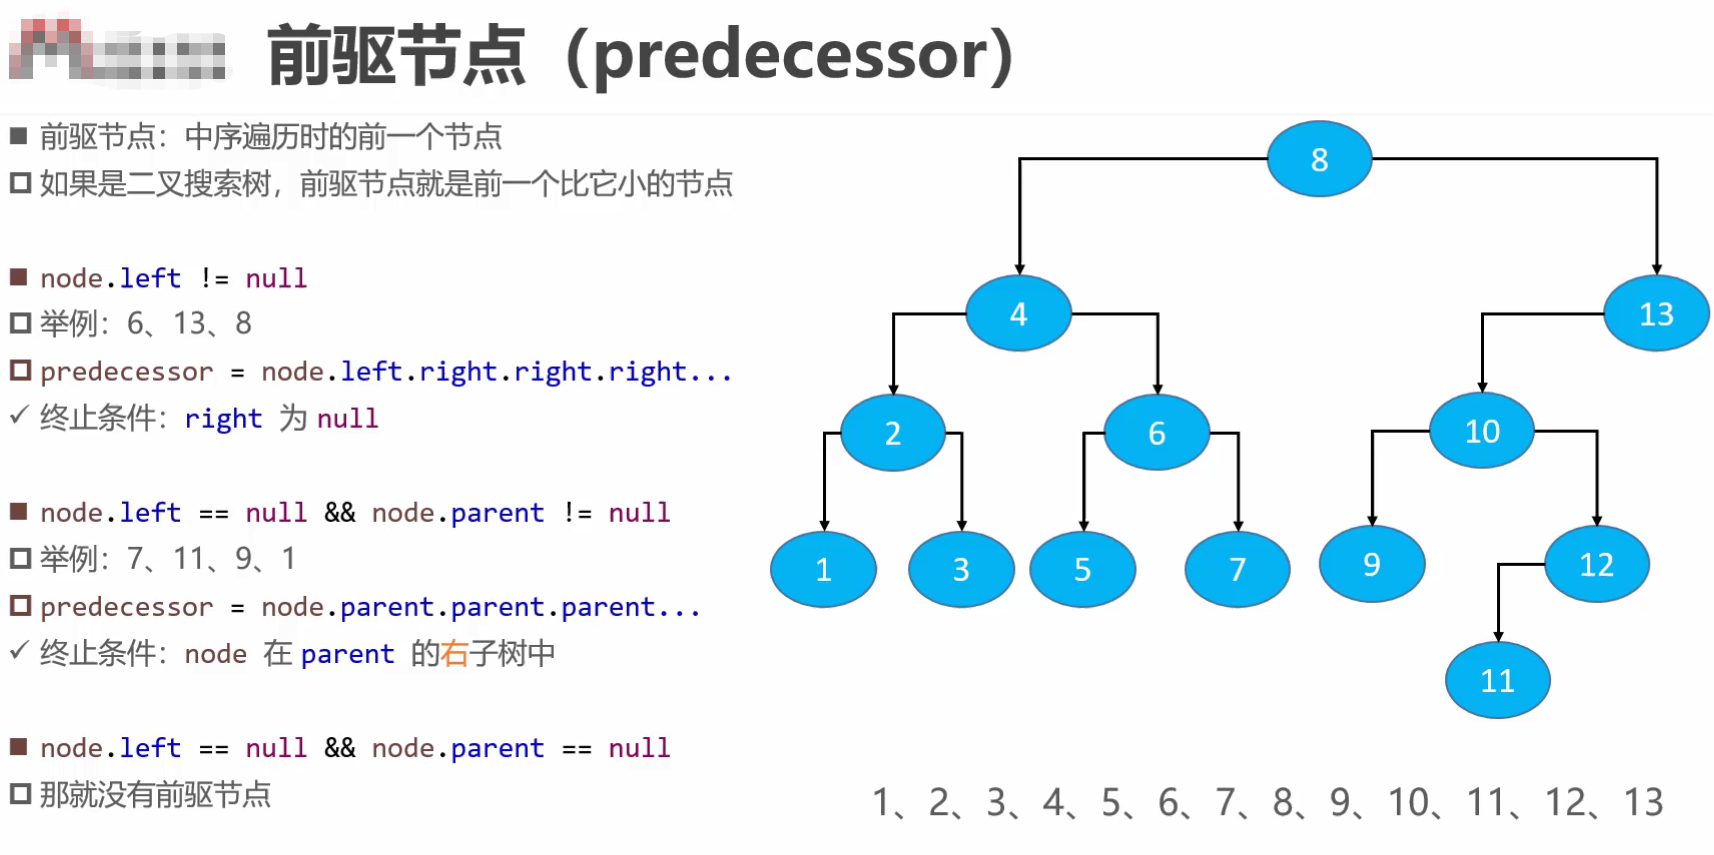 前驱节点（predecessor）
前驱节点：中序遍历时的前一个节点
如果是二叉搜索树，前驱节点就是前一个比它小的节点
node.left != null
举例：6、13、8
predecessor = node.left.right.right.right...
终止条件：right 为 null
node.left == null && node.parent != null
举例：7、11、9、1
predecessor = node.parent.parent.parent...
终止条件：node 在 parent 的右子树中
node.left == null && node.parent == null
那就没有前驱节点
8
4
13
2
6
10
1
3
5
7
9
12
11
1、2、3、4、5、6、7、8、9、10、11、12、13